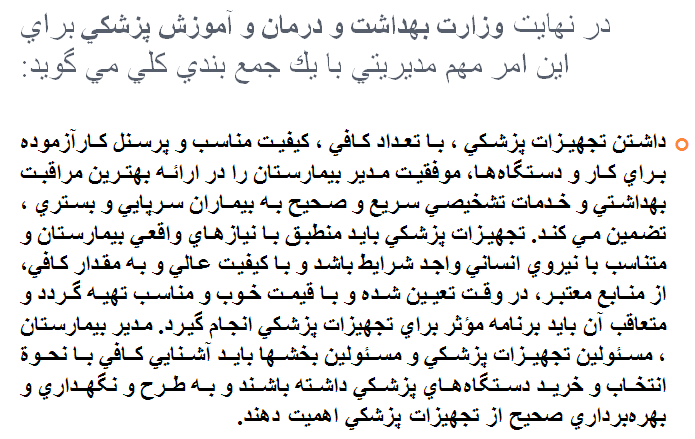 در نهايت وزارت بهداشت و درمان و آموزش پزشكي براي
اين امر مهم مديريتي با يك جمع بندي كلي مي گويد:
داشتن تجهيزات پزشكي ، با تعداد كافي ، كيفيت مناسب و پرسنل كارآزموده
براي كار و دستگاه‌ها، موفقيت مدير بيمارستان را در ارائه بهترين مراقبت
بهداشتي و خدمات تشخيصي سريع و صحيح به بيماران سرپايي و بستري ،
تضمين مي كند. تجهيزات پزشكي بايد منطبق با نيازهاي واقعي بيمارستان و
متناسب با نيروي انساني واجد شرايط باشد و با كيفيت عالي و به مقدار كافي،
از منابع معتبر، در وقت تعيين شده و با قيمت خوب و مناسب تهيه گردد و
متعاقب آن بايد برنامه مؤثر براي تجهيزات پزشكي انجام گيرد. مدير بيمارستان
، مسئولين تجهيزات پزشكي و مسئولين بخشها بايد آشنايي كافي با نحوة
انتخاب و خريد دستگاه‌هاي پزشكي داشته باشند و به طرح و نگهداري و
بهره‌برداري صحيح از تجهيزات پزشكي اهميت دهند.